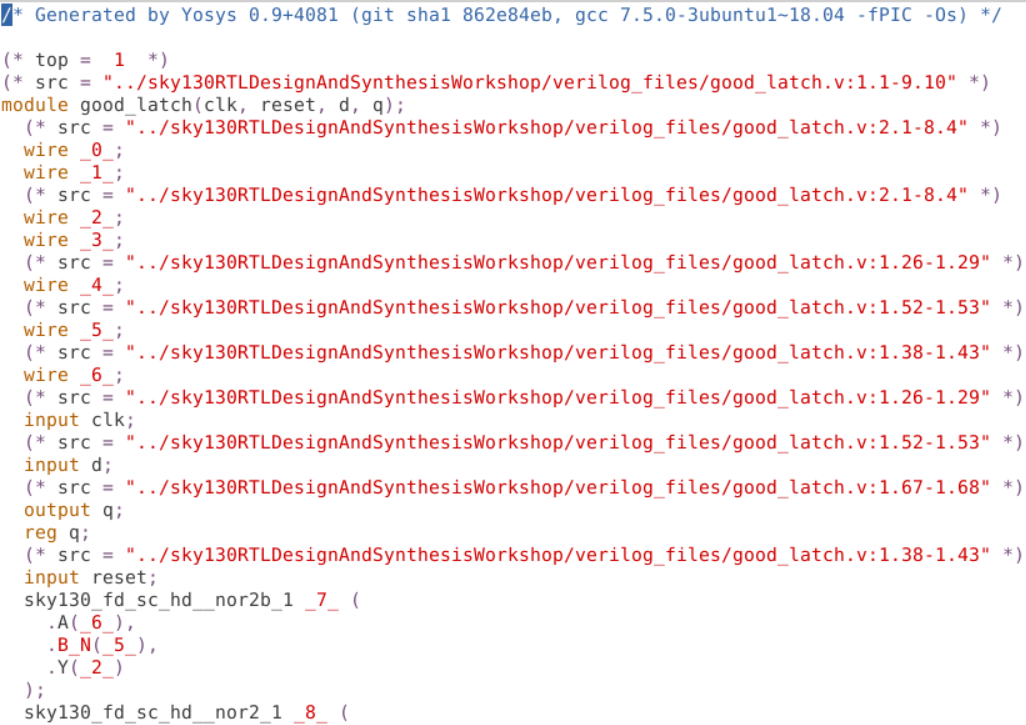 /* Generated by Yosys 0.9+4081 (git sha1 862e84eb, gcc 7.5.0-3ubuntu1~18.04 -fPIC -Os) */

(* top =  1  *)
(* src = "../sky130RTLDesignAndSynthesisWorkshop/verilog_files/good_latch.v:1.1-9.10" *)
module good_latch(clk, reset, d, q);
  (* src = "../sky130RTLDesignAndSynthesisWorkshop/verilog_files/good_latch.v:2.1-8.4" *)
  wire _0_;
  wire _1_;
  (* src = "../sky130RTLDesignAndSynthesisWorkshop/verilog_files/good_latch.v:2.1-8.4" *)
  wire _2_;
  wire _3_;
  (* src = "../sky130RTLDesignAndSynthesisWorkshop/verilog_files/good_latch.v:1.26-1.29" *)
  wire _4_;
  (* src = "../sky130RTLDesignAndSynthesisWorkshop/verilog_files/good_latch.v:1.52-1.53" *)
  wire _5_;
  (* src = "../sky130RTLDesignAndSynthesisWorkshop/verilog_files/good_latch.v:1.38-1.43" *)
  wire _6_;
  (* src = "../sky130RTLDesignAndSynthesisWorkshop/verilog_files/good_latch.v:1.26-1.29" *)
  input clk;
  (* src = "../sky130RTLDesignAndSynthesisWorkshop/verilog_files/good_latch.v:1.52-1.53" *)
  input d;
  (* src = "../sky130RTLDesignAndSynthesisWorkshop/verilog_files/good_latch.v:1.67-1.68" *)
  output q;
  reg q;
  (* src = "../sky130RTLDesignAndSynthesisWorkshop/verilog_files/good_latch.v:1.38-1.43" *)
  input reset;
  sky130_fd_sc_hd__nor2b_1 _7_ (
    .A(_6_),
    .B_N(_5_),
    .Y(_2_)
  );
  sky130_fd_sc_hd__nor2_1 _8_ (